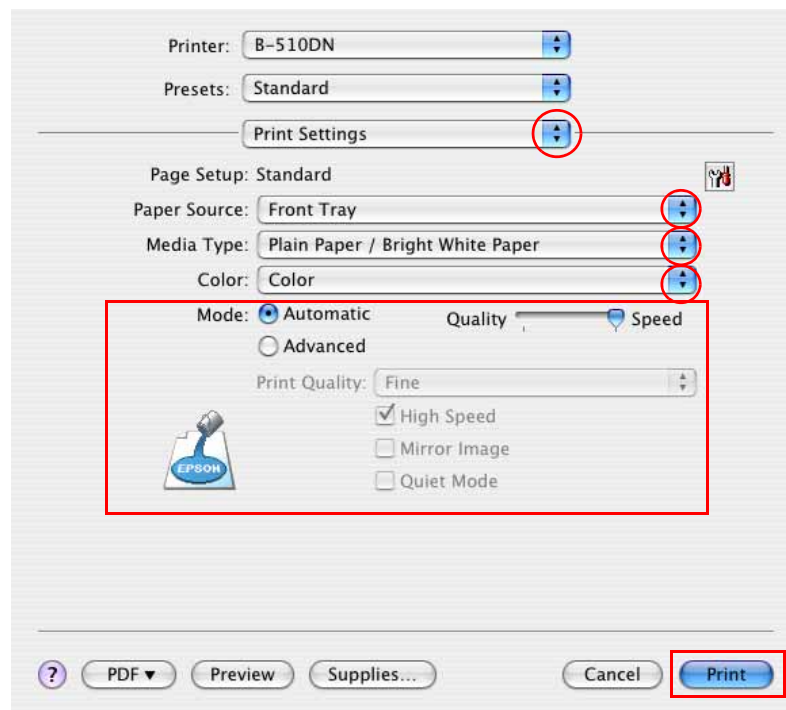 Printer: B-510DN
Presets: Standard
Print Settings
Page Setup: Standard
Paper Source: Front Tray
Media Type: Plain Paper / Bright White Paper
Color: Color
Mode: Automatic Quality Speed
Advanced
Print Quality: Fine
High Speed
Mirror Image
EPSON
Quiet Mode
? PDF ▼ Preview Supplies... Cancel Print